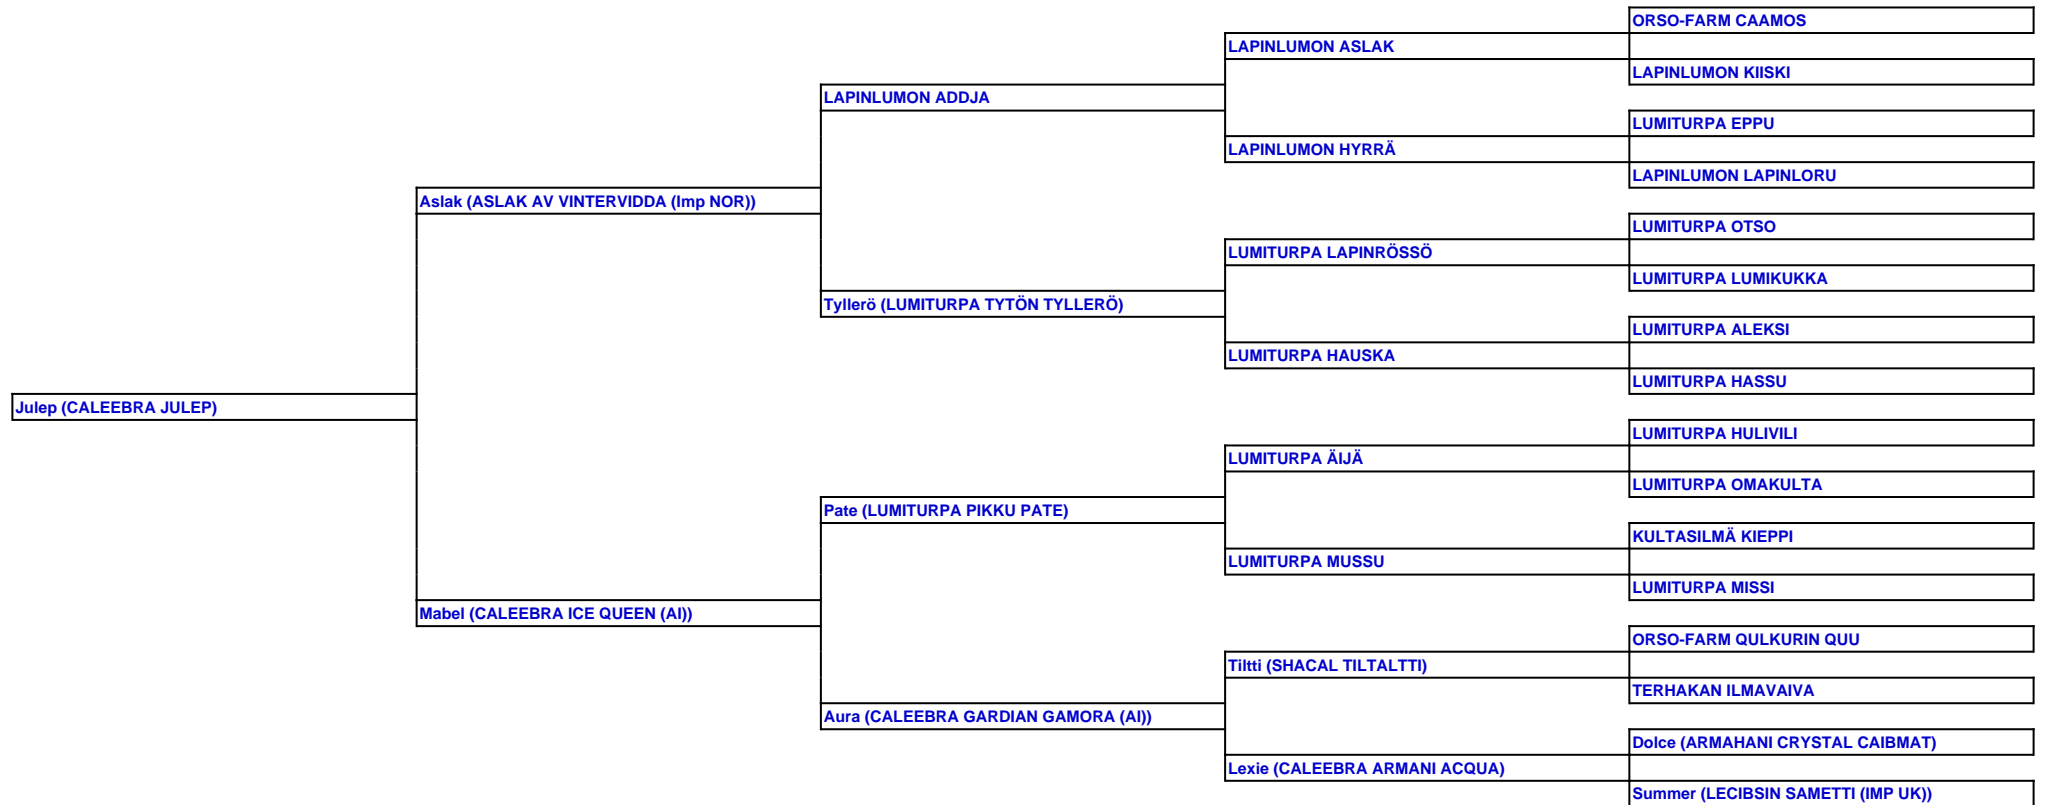 ORSO-FARM CAAMOS
LAPINLUMON ASLAK
LAPINLUMON KIISKI
LAPINLUMON ADDJA
LUMITURPA EPPU
LAPINLUMON HYRRÄ
LAPINLUMON LAPINLORU
Aslak (ASLAK AV VINTERVIDDA (Imp NOR))
LUMITURPA OTSO
LUMITURPA LAPINRÖSSÖ
LUMITURPA LUMIKUKKA
Tyllerö (LUMITURPA TYTÖN TYLLERÖ)
LUMITURPA ALEKSI
LUMITURPA HAUSKA
LUMITURPA HASSU
Julep (CALEEBRA JULEP)
LUMITURPA HULIVILI
LUMITURPA ÄIJÄ
LUMITURPA OMAKULTA
Pate (LUMITURPA PIKKU PATE)
KULTASILMÄ KIEPPI
LUMITURPA MUSSU
LUMITURPA MISSI
Mabel (CALEEBRA ICE QUEEN (AI))
ORSO-FARM QULKURIN QUU
Tiltti (SHACAL TILTALTTI)
TERHAKAN ILMAVAIVA
Aura (CALEEBRA GARDIAN GAMORA (AI))
Dolce (ARMAHANI CRYSTAL CAIBMAT)
Lexie (CALEEBRA ARMANI ACQUA)
Summer (LECIBSIN SAMETTI (IMP UK))